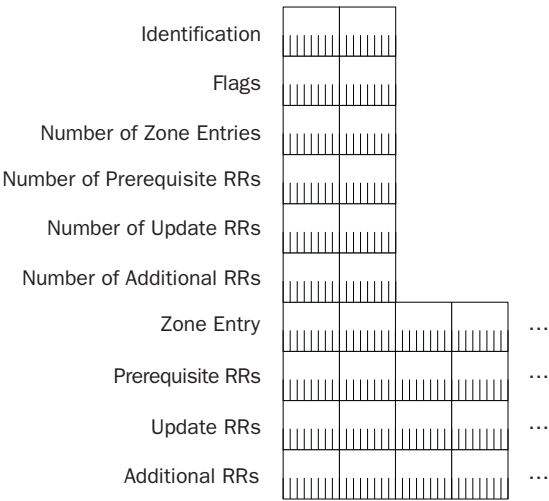 Identification
Flags
Number of Zone Entries
Number of Prerequisite RRs
Number of Update RRs
Number of Additional RRs
Zone Entry ...
Prerequisite RRs ...
Update RRs ...
Additional RRs ...